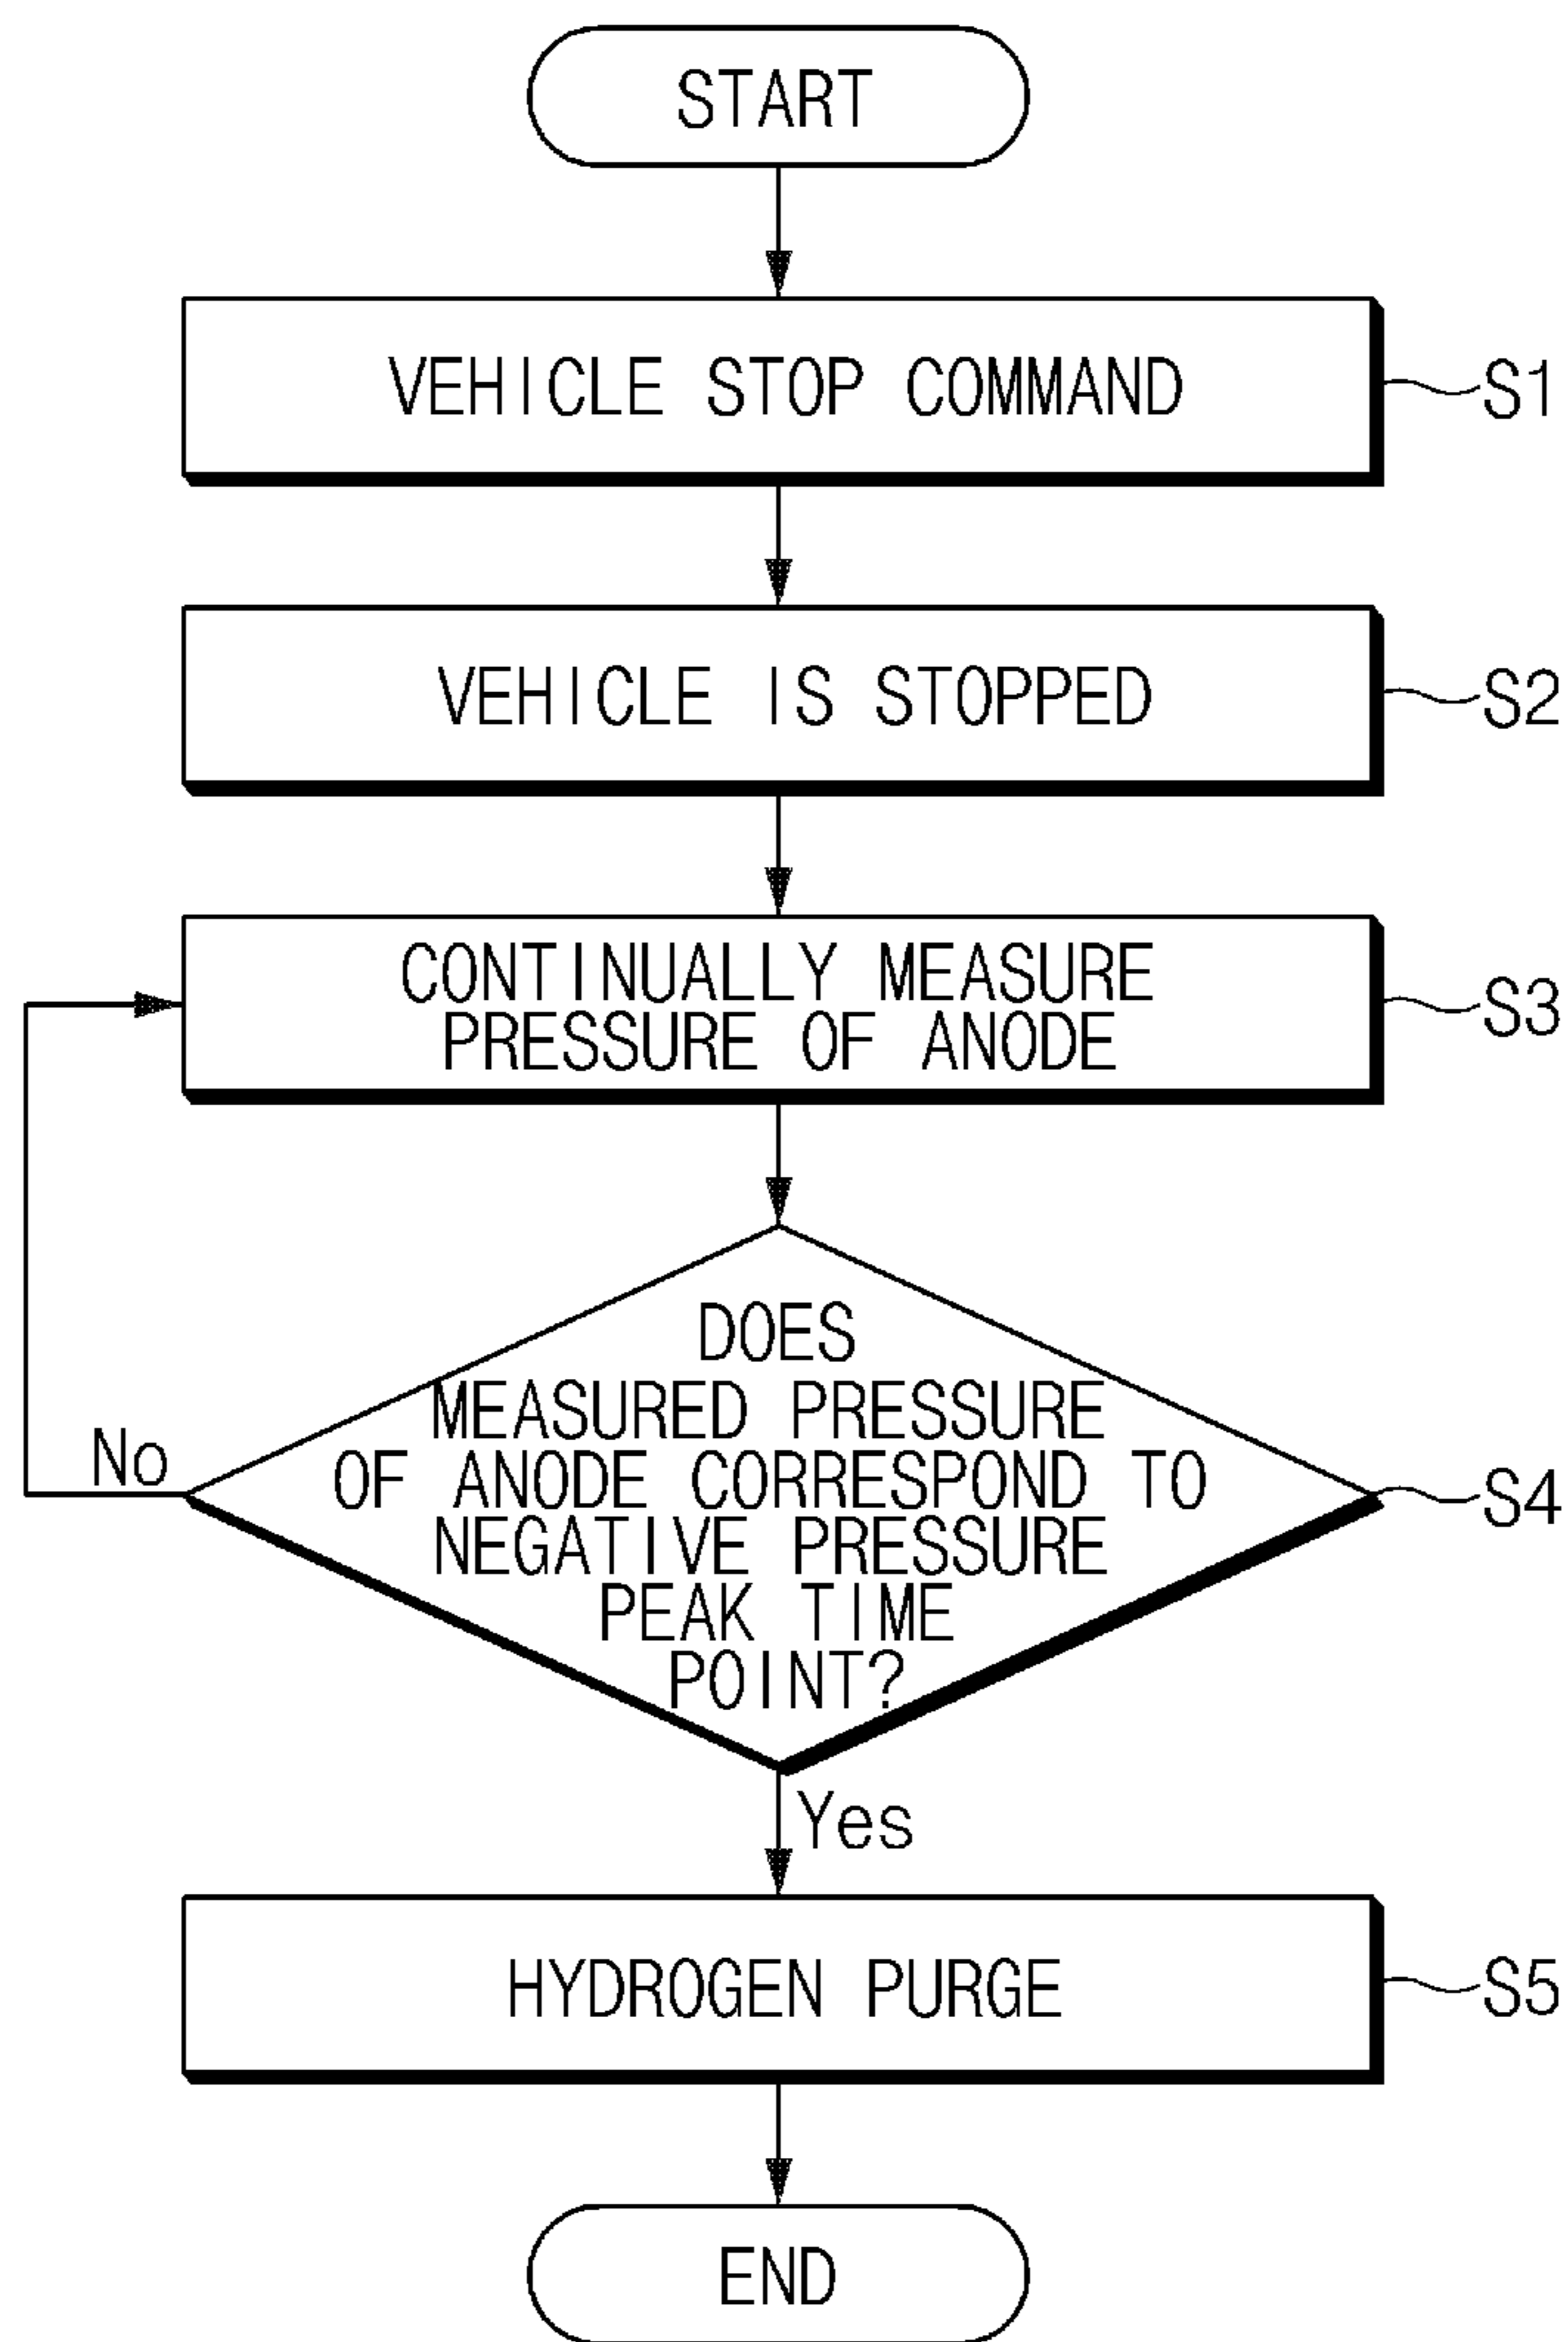 START
VEHICLE STOP COMMAND
S1
VEHICLE IS STOPPED
S2
CONTINUALLY MEASURE
PRESSURE OF ANODE
S3
DOES
MEASURED PRESSURE
OF ANODE CORRESPOND TO
NEGATIVE PRESSURE
PEAK TIME
POINT?
No
S4
Yes
HYDROGEN PURGE
S5
END